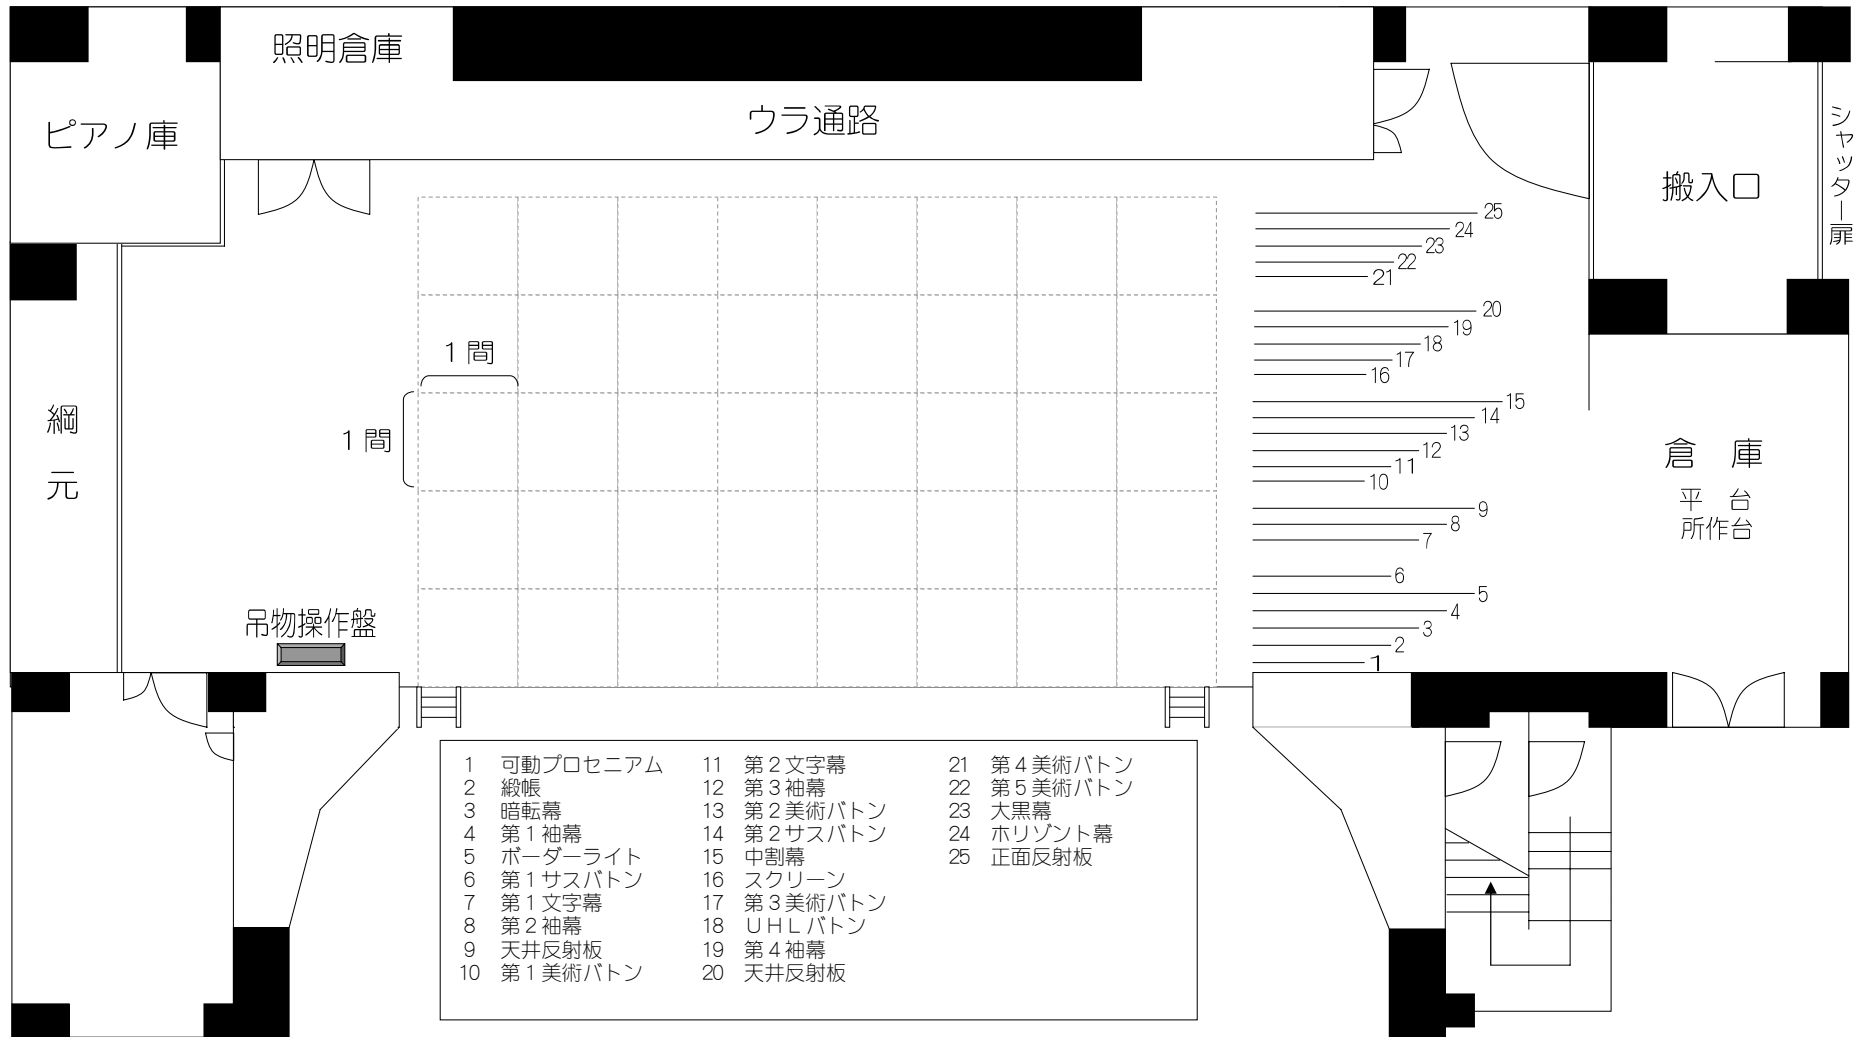 照明倉庫
ピアノ庫
ウラ通路
搬入口
シャッター扉
25
24
23
22
21
20
19
18
17
16
15
14
13
12
11
10
9
8
7
6
5
4
3
2
1
1間
1間
綱元
倉 庫
平 台
所作台
吊物操作盤
1 可動プロセニアム
2 緞帳
3 暗転幕
4 第1袖幕
5 ボーダーライト
6 第1サスバトン
7 第1文字幕
8 第2袖幕
9 天井反射板
10 第1美術バトン
11 第2文字幕
12 第3袖幕
13 第2美術バトン
14 第2サスバトン
15 中割幕
16 スクリーン
17 第3美術バトン
18 UHLバトン
19 第4袖幕
20 天井反射板
21 第4美術バトン
22 第5美術バトン
23 大黒幕
24 ホリゾント幕
25 正面反射板